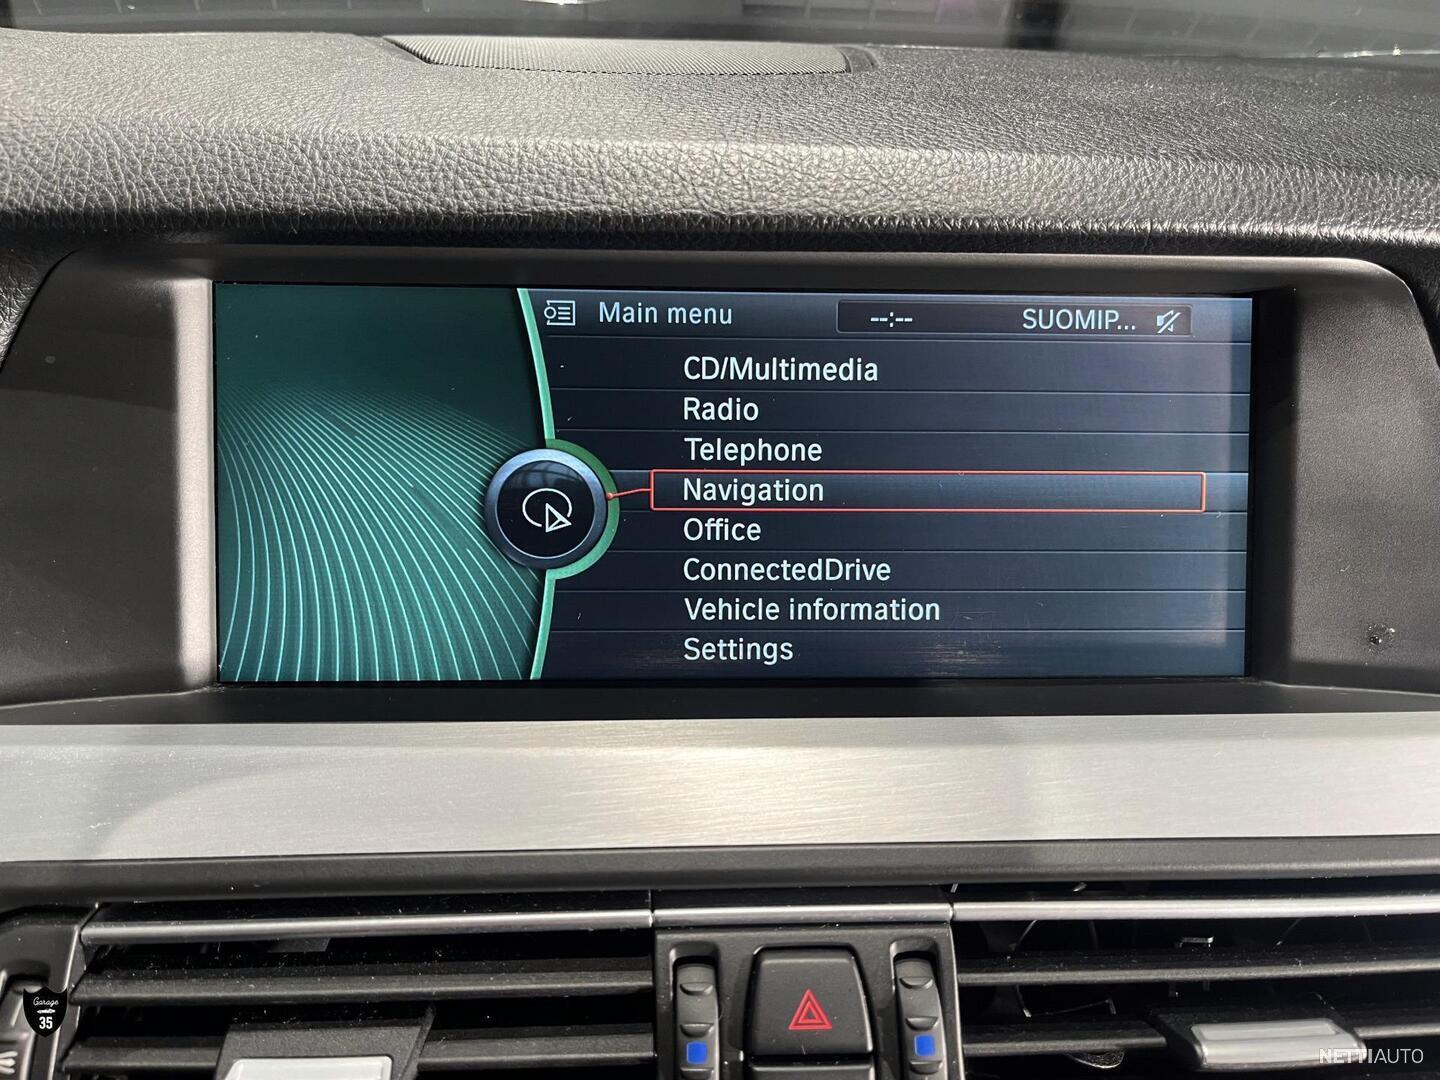 Main menu
--:--
SUOMIP...
CD/Multimedia
Radio
Telephone
Navigation
Office
ConnectedDrive
Vehicle information
Settings
Garage
35
NETTIAUTO